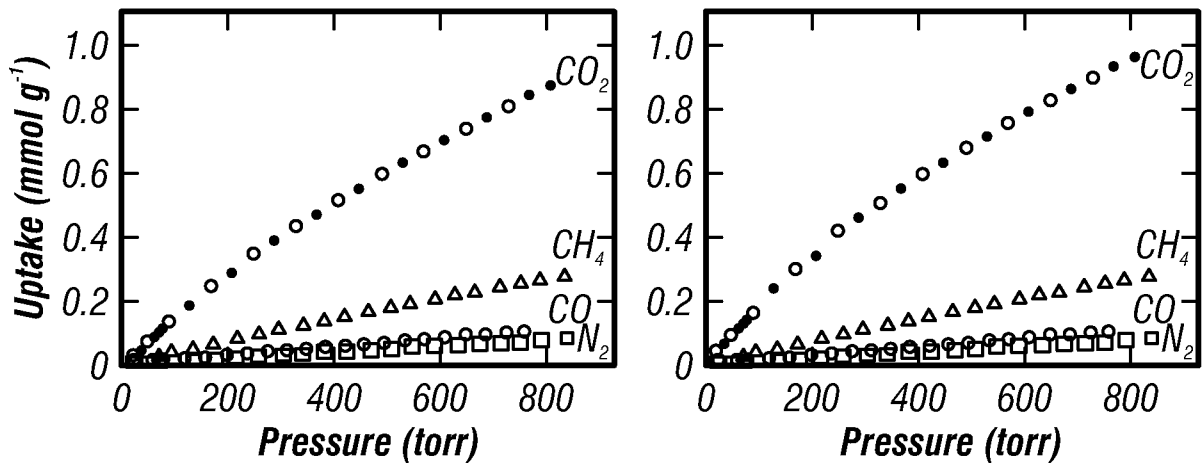 Uptake (mmol g⁻¹)
1.0
0.8
0.6
0.4
0.2
0
CO₂
CH₄
CO
N₂
0 200 400 600 800
Pressure (torr)
1.0
0.8
0.6
0.4
0.2
0
CO₂
CH₄
CO
N₂
0 200 400 600 800
Pressure (torr)